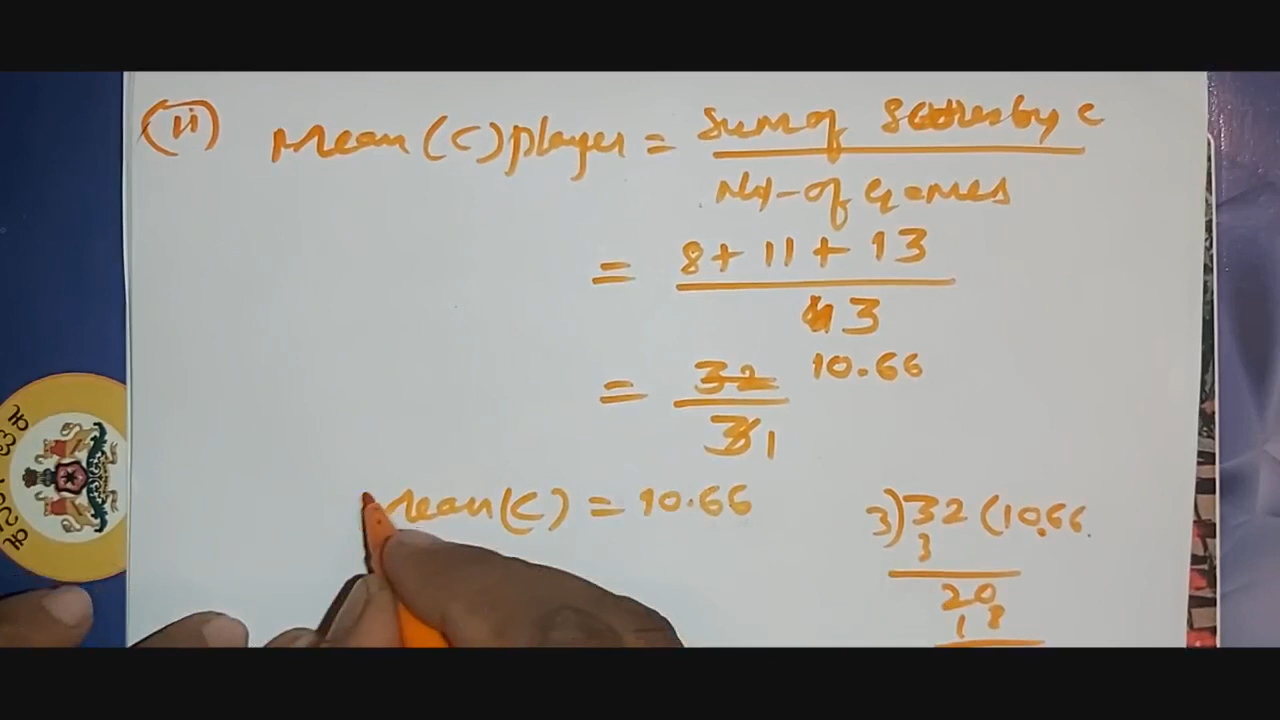 (ii) Mean (C) player = Sum of Scores by C
No. of Games
= 8 + 11 + 13
3
= 32 10.66
3 1
Mean (C) = 10.66
3) 32 (10.66
3
20
18